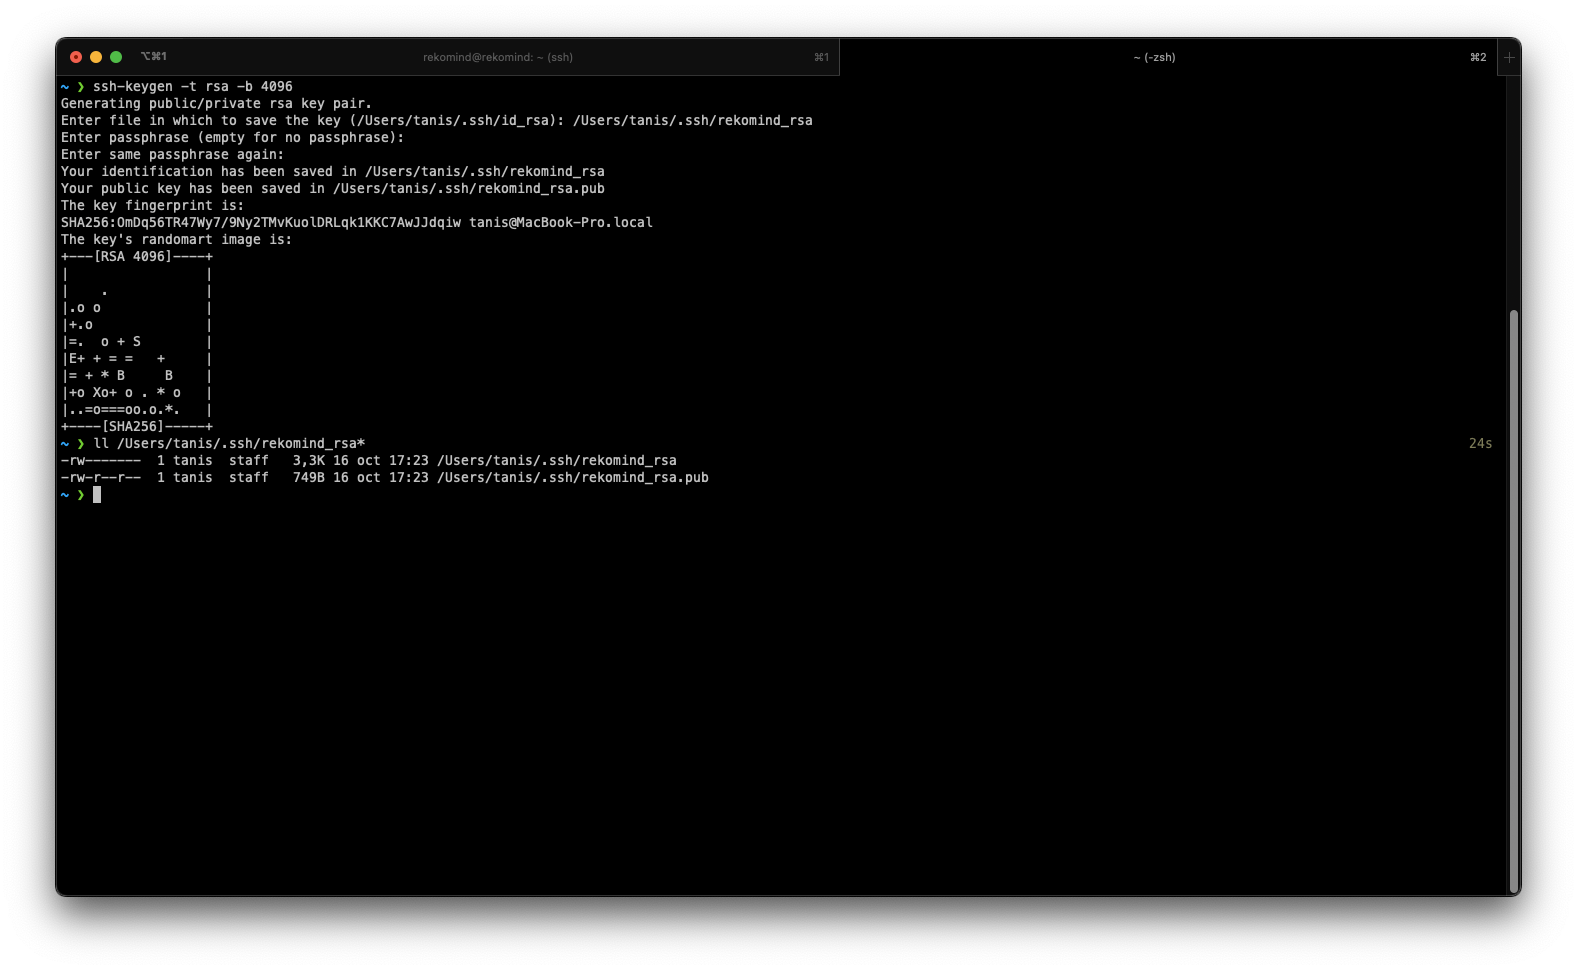 ⌥⌘1 rekomind@rekomind: ~ (ssh) ⌘1 ~ (-zsh) ⌘2 +
~ ❯ ssh-keygen -t rsa -b 4096
Generating public/private rsa key pair.
Enter file in which to save the key (/Users/tanis/.ssh/id_rsa): /Users/tanis/.ssh/rekomind_rsa
Enter passphrase (empty for no passphrase):
Enter same passphrase again:
Your identification has been saved in /Users/tanis/.ssh/rekomind_rsa
Your public key has been saved in /Users/tanis/.ssh/rekomind_rsa.pub
The key fingerprint is:
SHA256:OmDq56TR47Wy7/9Ny2TMvKuolDRLqk1KKC7AwJJdqiw tanis@MacBook-Pro.local
The key's randomart image is:
+---[RSA 4096]----+
|                 |
|    .            |
|.o o             |
|+.o              |
|=.  o + S        |
|E+ + = =   +     |
|= + * B     B    |
|+o Xo+ o . * o   |
|..=o===oo.o.*.   |
+----[SHA256]-----+
~ ❯ ll /Users/tanis/.ssh/rekomind_rsa* 24s
-rw-------  1 tanis  staff   3,3K 16 oct 17:23 /Users/tanis/.ssh/rekomind_rsa
-rw-r--r--  1 tanis  staff   749B 16 oct 17:23 /Users/tanis/.ssh/rekomind_rsa.pub
~ ❯